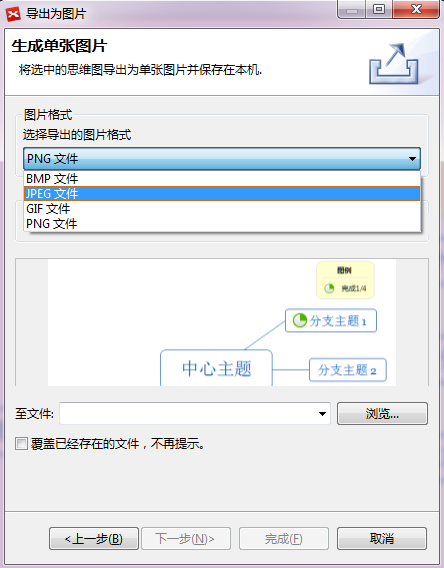 导出为图片
生成单张图片
将选中的思维图导出为单张图片并保存在本机.
图片格式
选择导出的图片格式
PNG 文件
BMP 文件
JPEG 文件
GIF 文件
PNG 文件
图例
完成1/4
分支主题 1
中心主题
分支主题 2
至文件:
浏览...
覆盖已经存在的文件，不再提示。
<上一步(B)
下一步(N)>
完成(F)
取消